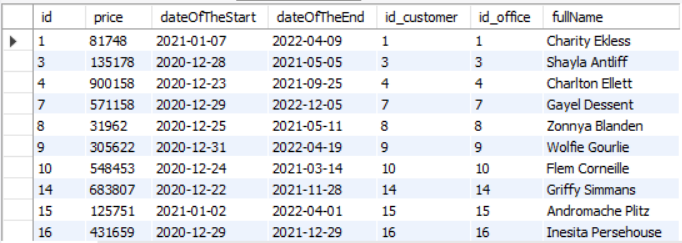 id price dateOfTheStart dateOfTheEnd id_customer id_office fullName
1 81748 2021-01-07 2022-04-09 1 1 Charity Ekless
3 135178 2020-12-28 2021-05-05 3 3 Shayla Antliff
4 900158 2020-12-23 2021-09-25 4 4 Charlton Ellett
7 571158 2020-12-29 2022-12-05 7 7 Gayel Dessent
8 31962 2020-12-25 2021-05-11 8 8 Zonnya Blanden
9 305622 2020-12-31 2022-04-19 9 9 Wolfie Gourlie
10 548453 2020-12-24 2021-03-14 10 10 Flem Corneille
14 683807 2020-12-22 2021-11-28 14 14 Griffy Simmans
15 125751 2021-01-02 2022-04-01 15 15 Andromache Plitz
16 431659 2020-12-29 2021-12-29 16 16 Inesita Persehouse